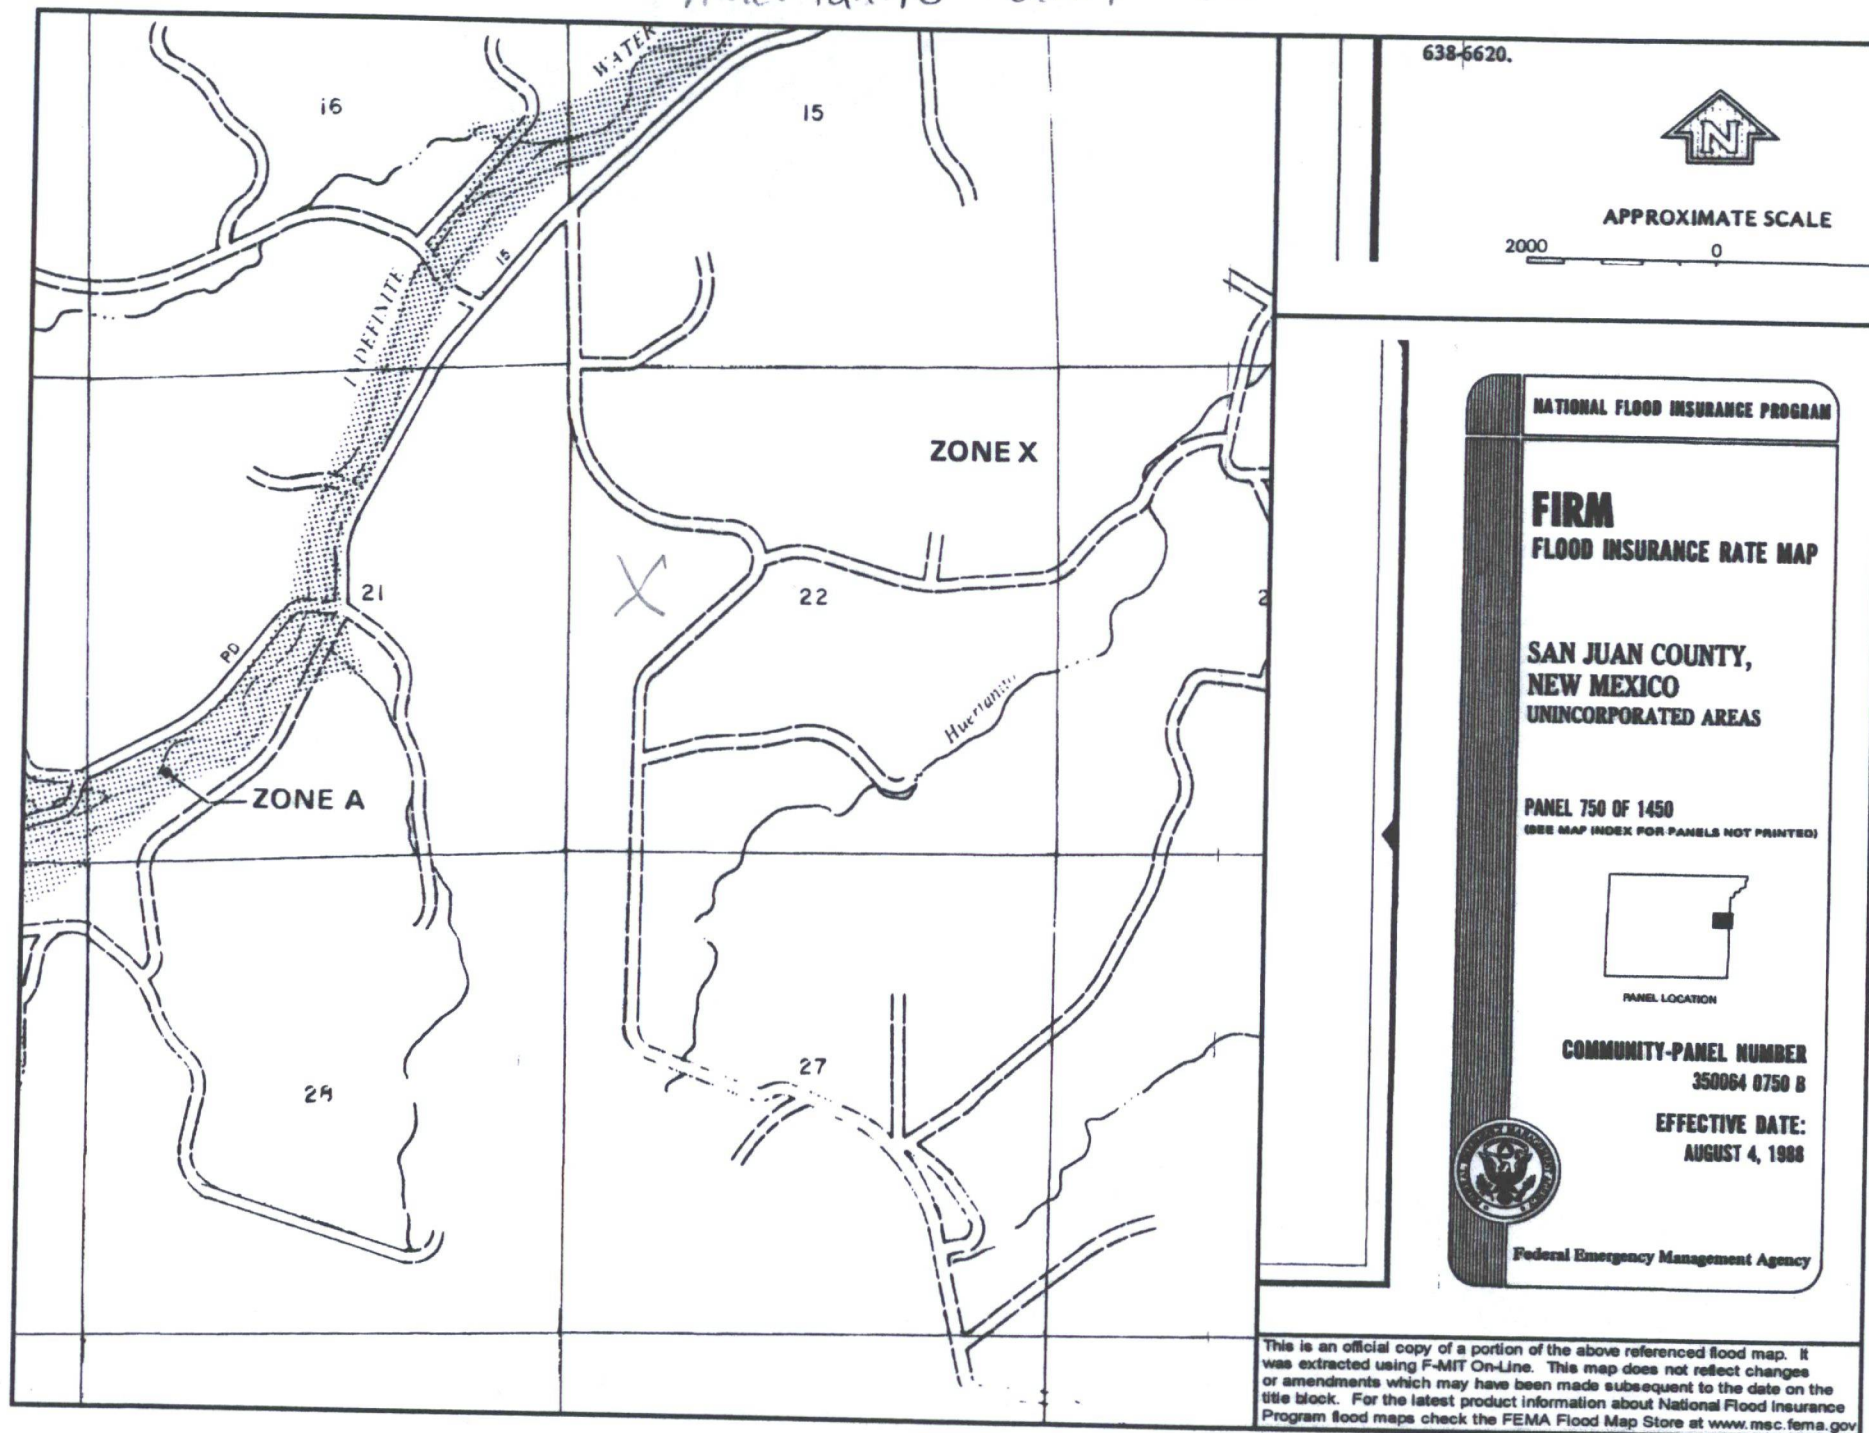 638-6620.
APPROXIMATE SCALE
2000 0
WATER
16
15
15
DEFINITE
ZONE X
21
X
22
PD
ZONE A
28
27
NATIONAL FLOOD INSURANCE PROGRAM
FIRM
FLOOD INSURANCE RATE MAP
SAN JUAN COUNTY,
NEW MEXICO
UNINCORPORATED AREAS
PANEL 750 OF 1450
(SEE MAP INDEX FOR PANELS NOT PRINTED)
PANEL LOCATION
COMMUNITY-PANEL NUMBER
350064 0750 B
EFFECTIVE DATE:
AUGUST 4, 1988
Federal Emergency Management Agency
This is an official copy of a portion of the above referenced flood map. It
was extracted using F-MIT On-Line. This map does not reflect changes
or amendments which may have been made subsequent to the date on the
title block. For the latest product information about National Flood Insurance
Program flood maps check the FEMA Flood Map Store at www.msc.fema.gov
N